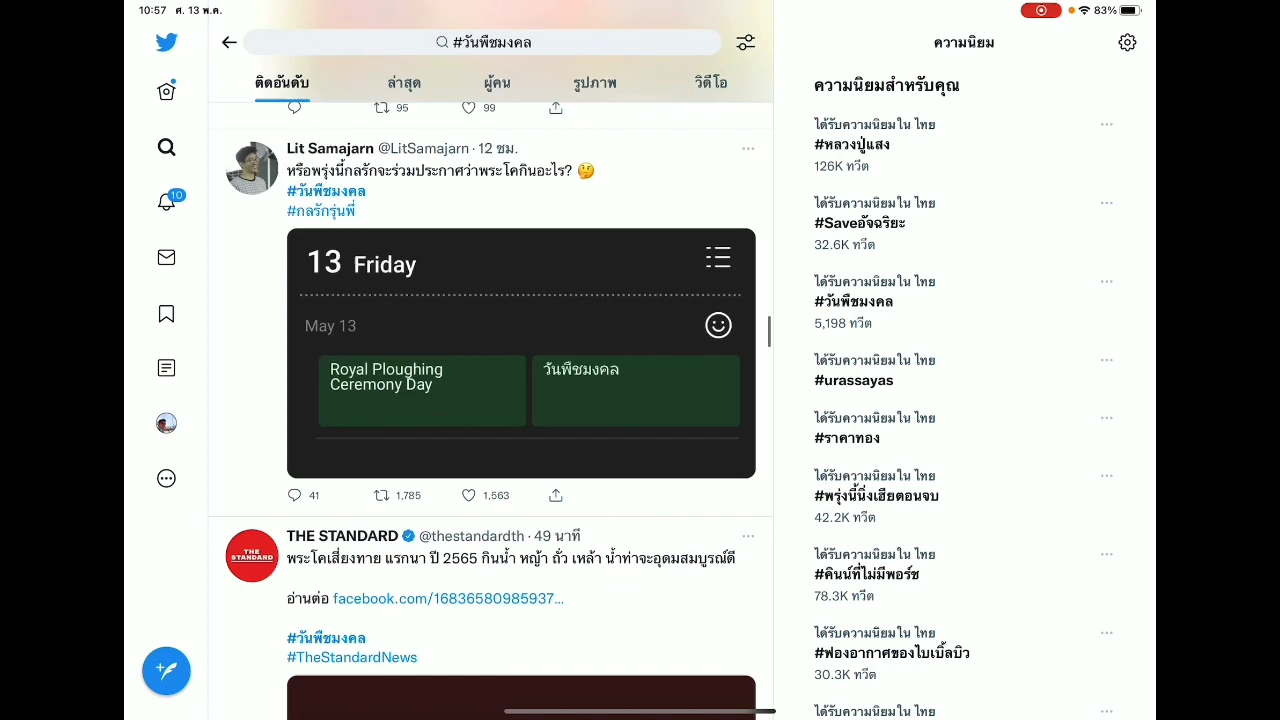 10:57 ศ. 13 พ.ค.
83%
#วันพืชมงคล
ติดอันดับ ล่าสุด ผู้คน รูปภาพ วิดีโอ
95 99
Lit Samajarn @LitSamajarn · 12 ชม.
หรือพรุ่งนี้กลรักจะร่วมประกาศว่าพระโคกินอะไร? 🤔
#วันพืชมงคล
#กลรักรุ่นพี่
13 Friday
May 13
Royal Ploughing
Ceremony Day
วันพืชมงคล
41 1,785 1,563
THE STANDARD @thestandardth · 49 นาที
THE
STANDARD
พระโคเสี่ยงทาย แรกนา ปี 2565 กินน้ำ หญ้า ถั่ว เหล้า น้ำท่าจะอุดมสมบูรณ์ดี
อ่านต่อ facebook.com/16836580985937...
#วันพืชมงคล
#TheStandardNews
10
ความนิยม
ความนิยมสำหรับคุณ
ได้รับความนิยมใน ไทย
#หลวงปู่แสง
126K ทวีต
ได้รับความนิยมใน ไทย
#Saveอัจฉริยะ
32.6K ทวีต
ได้รับความนิยมใน ไทย
#วันพืชมงคล
5,198 ทวีต
ได้รับความนิยมใน ไทย
#urassayas
ได้รับความนิยมใน ไทย
#ราคาทอง
ได้รับความนิยมใน ไทย
#พรุ่งนี้นิ่งเฮียตอนจบ
42.2K ทวีต
ได้รับความนิยมใน ไทย
#คินน์ที่ไม่มีพอร์ช
78.3K ทวีต
ได้รับความนิยมใน ไทย
#ฟองอากาศของไบเบิ้ลบิว
30.3K ทวีต
ได้รับความนิยมใน ไทย